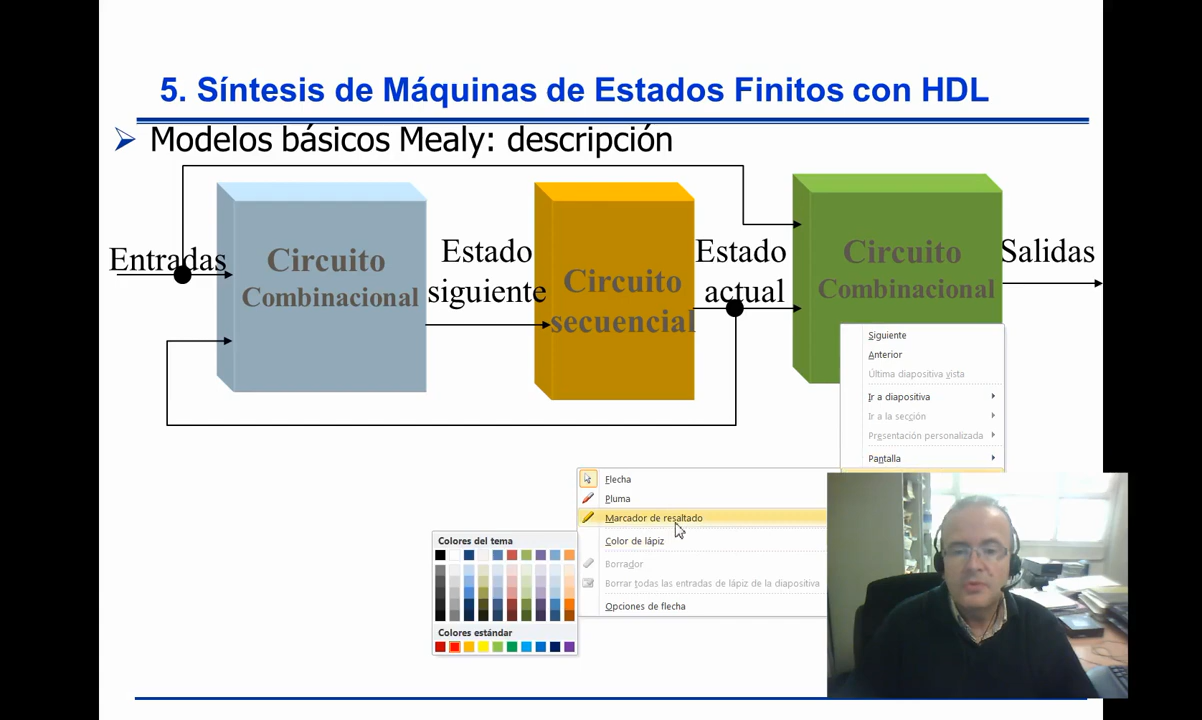 5. Síntesis de Máquinas de Estados Finitos con HDL
Modelos básicos Mealy: descripción
Entradas
Circuito
Combinacional
Estado
siguiente
Circuito
secuencial
Estado
actual
Circuito
Combinacional
Salidas
Siguiente
Anterior
Última diapositiva vista
Ir a diapositiva
Ir a la sección
Presentación personalizada
Pantalla
Flecha
Pluma
Marcador de resaltado
Color de lápiz
Borrador
Borrar todas las entradas de lápiz de la diapositiva
Opciones de flecha
Colores del tema
Colores estándar